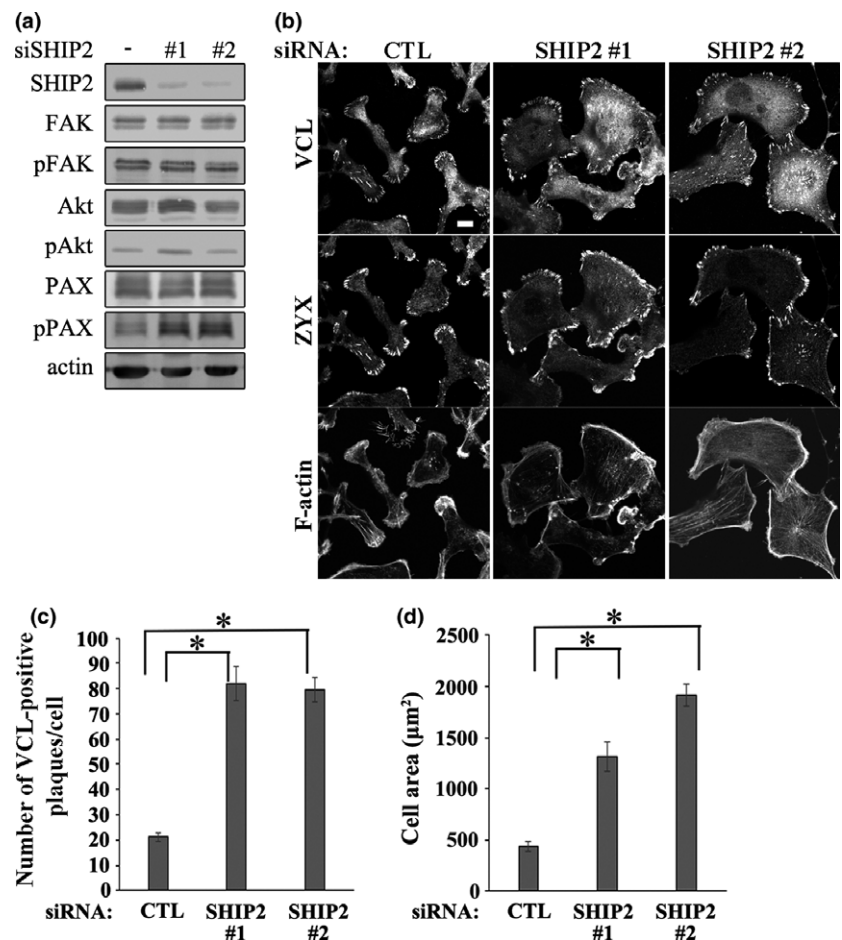 (a)
siSHIP2 - #1 #2
SHIP2
FAK
pFAK
Akt
pAkt
PAX
pPAX
actin
(b)
siRNA: CTL SHIP2 #1 SHIP2 #2
VCL
ZYX
F-actin
(c)
Number of VCL-positive
plaques/cell
100
90
80
70
60
50
40
30
20
10
0
* *
siRNA: CTL SHIP2 SHIP2
#1 #2
(d)
Cell area (µm²)
2500
2000
1500
1000
500
0
* *
siRNA: CTL SHIP2 SHIP2
#1 #2